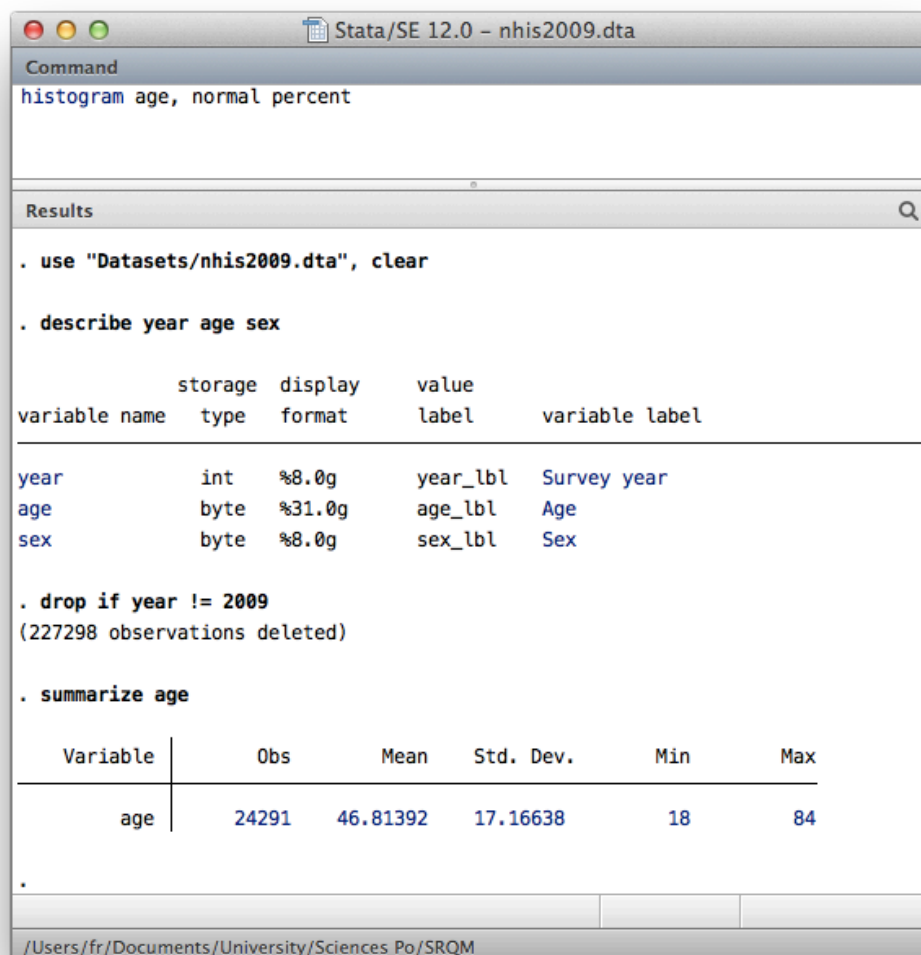 Stata/SE 12.0 – nhis2009.dta
Command
histogram age, normal percent
Results
. use "Datasets/nhis2009.dta", clear
. describe year age sex
storage display value
variable name type format label variable label
year int %8.0g year_lbl Survey year
age byte %31.0g age_lbl Age
sex byte %8.0g sex_lbl Sex
. drop if year != 2009
(227298 observations deleted)
. summarize age
Variable Obs Mean Std. Dev. Min Max
age 24291 46.81392 17.16638 18 84
.
/Users/fr/Documents/University/Sciences Po/SRQM